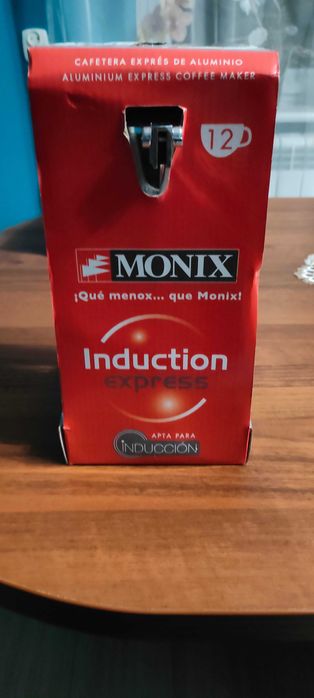 CAFETERA EXPRÉS DE ALUMINIO
ALUMINIUM EXPRESS COFFEE MAKER
12
MONIX
¡Qué menox... que Monix!
Induction
express
APTA PARA
INDUCCIÓN